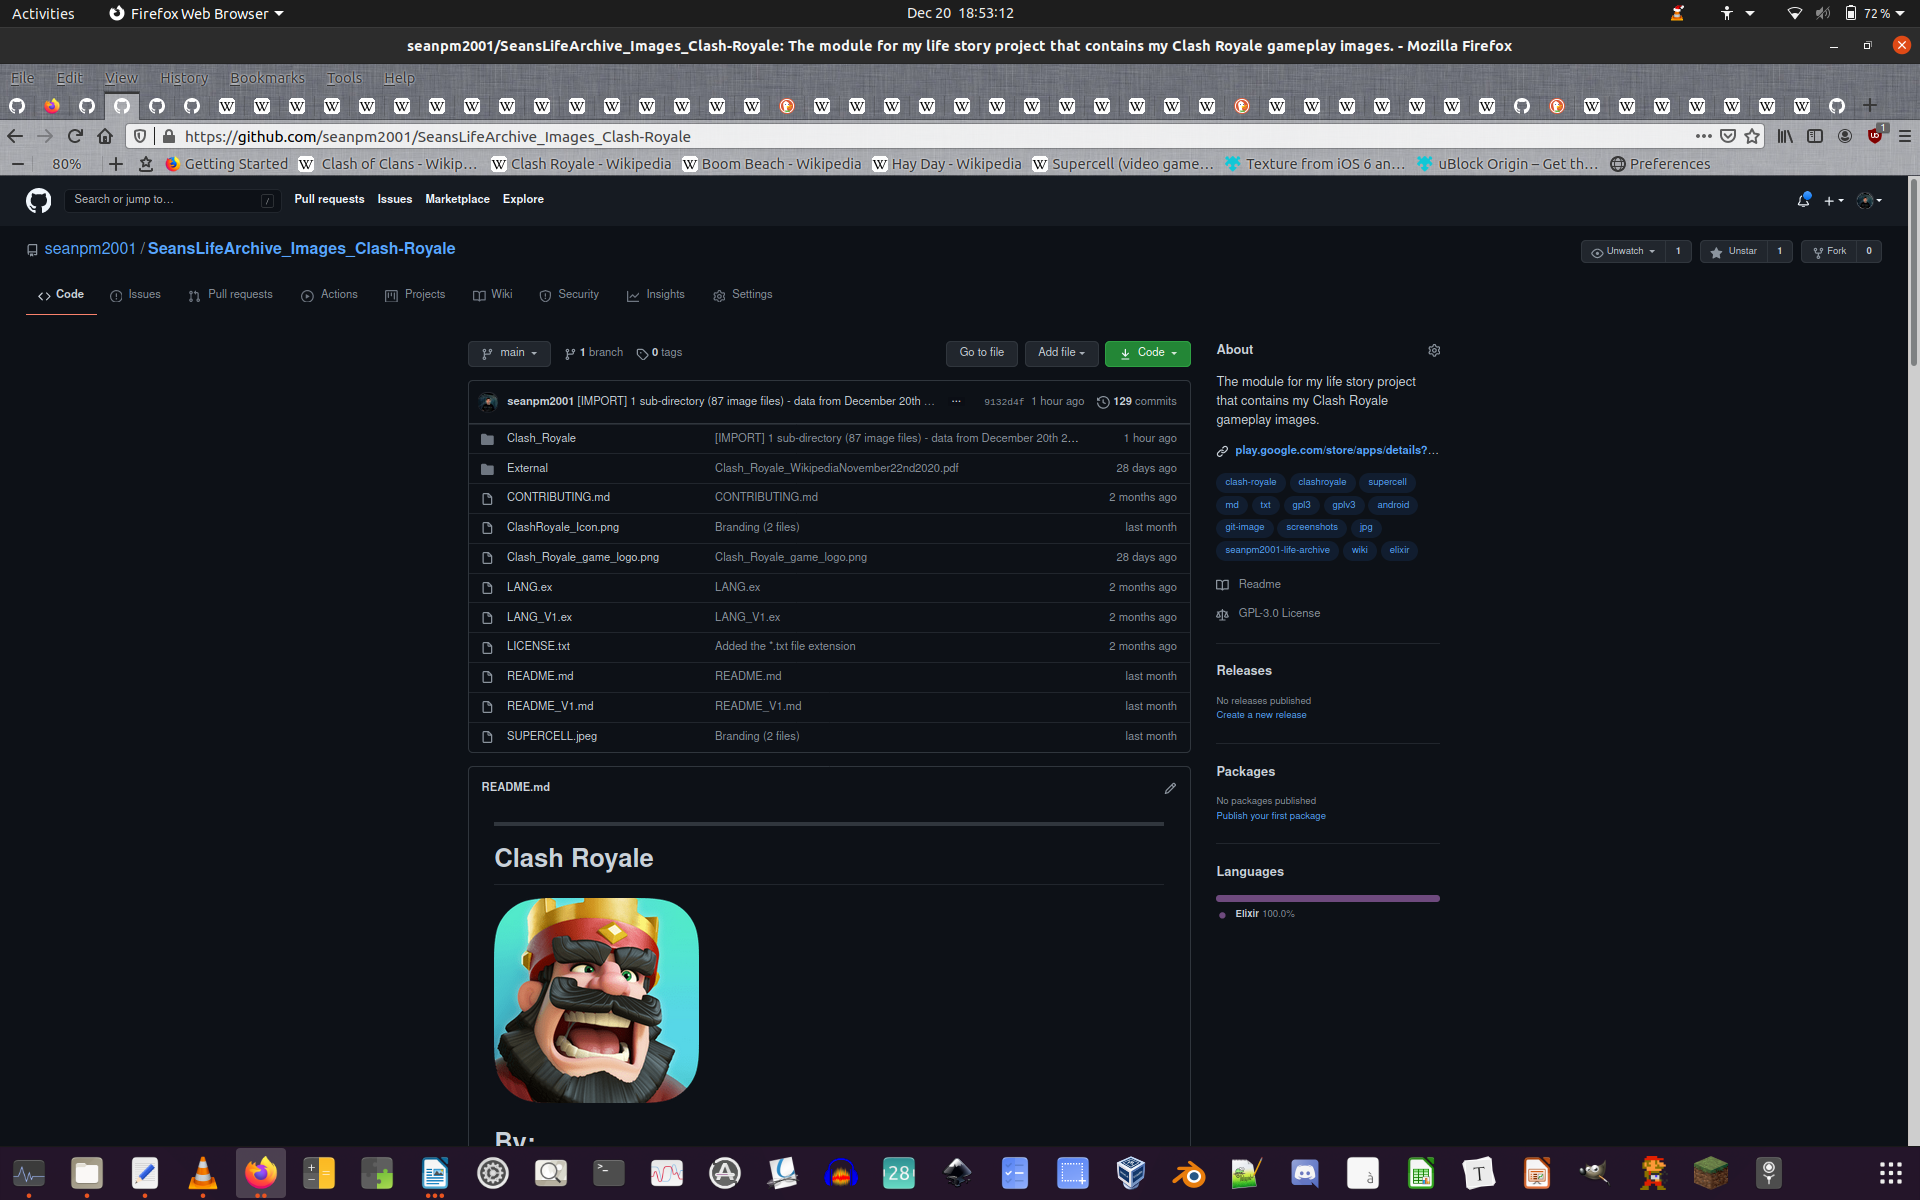 Activities
Firefox Web Browser
Dec 20 18:53:12
72 %
seanpm2001/SeansLifeArchive_Images_Clash-Royale: The module for my life story project that contains my Clash Royale gameplay images. - Mozilla Firefox
File Edit View History Bookmarks Tools Help
https://github.com/seanpm2001/SeansLifeArchive_Images_Clash-Royale
1
80%
Getting Started
Clash of Clans - Wikip…
Clash Royale - Wikipedia
Boom Beach - Wikipedia
Hay Day - Wikipedia
Supercell (video game…
Texture from iOS 6 an…
uBlock Origin – Get th…
Preferences
Search or jump to…
/
Pull requests Issues Marketplace Explore
seanpm2001 / SeansLifeArchive_Images_Clash-Royale
Unwatch 1
Unstar 1
Fork 0
Code
Issues
Pull requests
Actions
Projects
Wiki
Security
Insights
Settings
main
1 branch
0 tags
Go to file
Add file
Code
seanpm2001 [IMPORT] 1 sub-directory (87 image files) - data from December 20th … ··· 9132d4f 1 hour ago 129 commits
Clash_Royale [IMPORT] 1 sub-directory (87 image files) - data from December 20th 2… 1 hour ago
External Clash_Royale_WikipediaNovember22nd2020.pdf 28 days ago
CONTRIBUTING.md CONTRIBUTING.md 2 months ago
ClashRoyale_Icon.png Branding (2 files) last month
Clash_Royale_game_logo.png Clash_Royale_game_logo.png 28 days ago
LANG.ex LANG.ex 2 months ago
LANG_V1.ex LANG_V1.ex 2 months ago
LICENSE.txt Added the *.txt file extension 2 months ago
README.md README.md last month
README_V1.md README_V1.md last month
SUPERCELL.jpeg Branding (2 files) last month
README.md
Clash Royale
By:
About
The module for my life story project
that contains my Clash Royale
gameplay images.
play.google.com/store/apps/details?…
clash-royale clashroyale supercell
md txt gpl3 gplv3 android
git-image screenshots jpg
seanpm2001-life-archive wiki elixir
Readme
GPL-3.0 License
Releases
No releases published
Create a new release
Packages
No packages published
Publish your first package
Languages
Elixir 100.0%
28